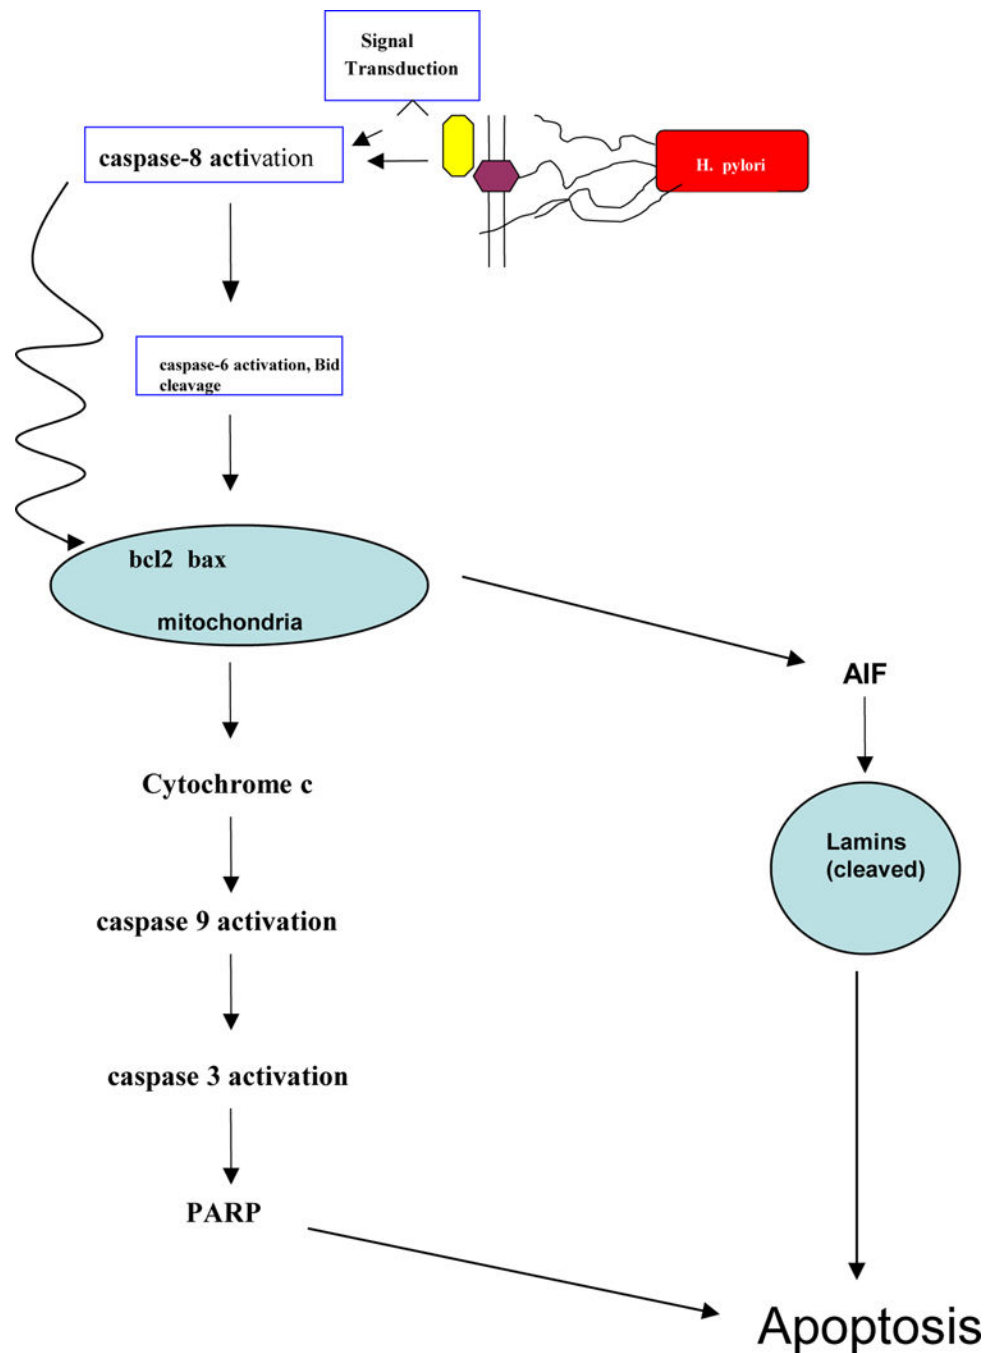 Signal
Transduction
caspase-8 activation
H. pylori
caspase-6 activation, Bid
cleavage
bcl2 bax
mitochondria
AIF
Cytochrome c
Lamins
(cleaved)
caspase 9 activation
caspase 3 activation
PARP
Apoptosis